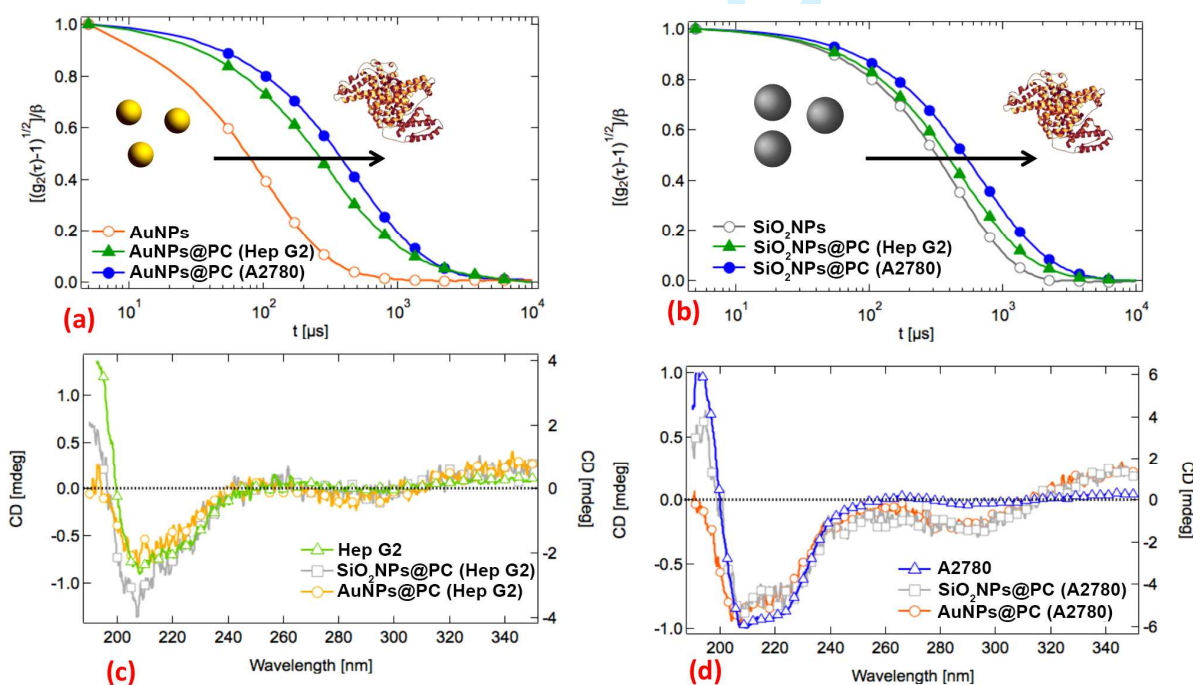 1.0
0.8
0.6
0.4
0.2
0.0
[(g₂(τ)-1)^1/2]/β
AuNPs
AuNPs@PC (Hep G2)
AuNPs@PC (A2780)
10¹ 10² 10³ 10⁴
t [µs]
(a)
1.0
0.8
0.6
0.4
0.2
0.0
[(g₂(τ)-1)^1/2]/β
SiO₂NPs
SiO₂NPs@PC (Hep G2)
SiO₂NPs@PC (A2780)
10¹ 10² 10³ 10⁴
t [µs]
(b)
1.0
0.5
0.0
-0.5
-1.0
CD [mdeg]
4
2
0
-2
-4
CD [mdeg]
Hep G2
SiO₂NPs@PC (Hep G2)
AuNPs@PC (Hep G2)
200 220 240 260 280 300 320 340
Wavelength [nm]
(c)
1.0
0.5
0.0
-0.5
-1.0
CD [mdeg]
6
4
2
0
-2
-4
-6
CD [mdeg]
A2780
SiO₂NPs@PC (A2780)
AuNPs@PC (A2780)
200 220 240 260 280 300 320 340
Wavelength [nm]
(d)